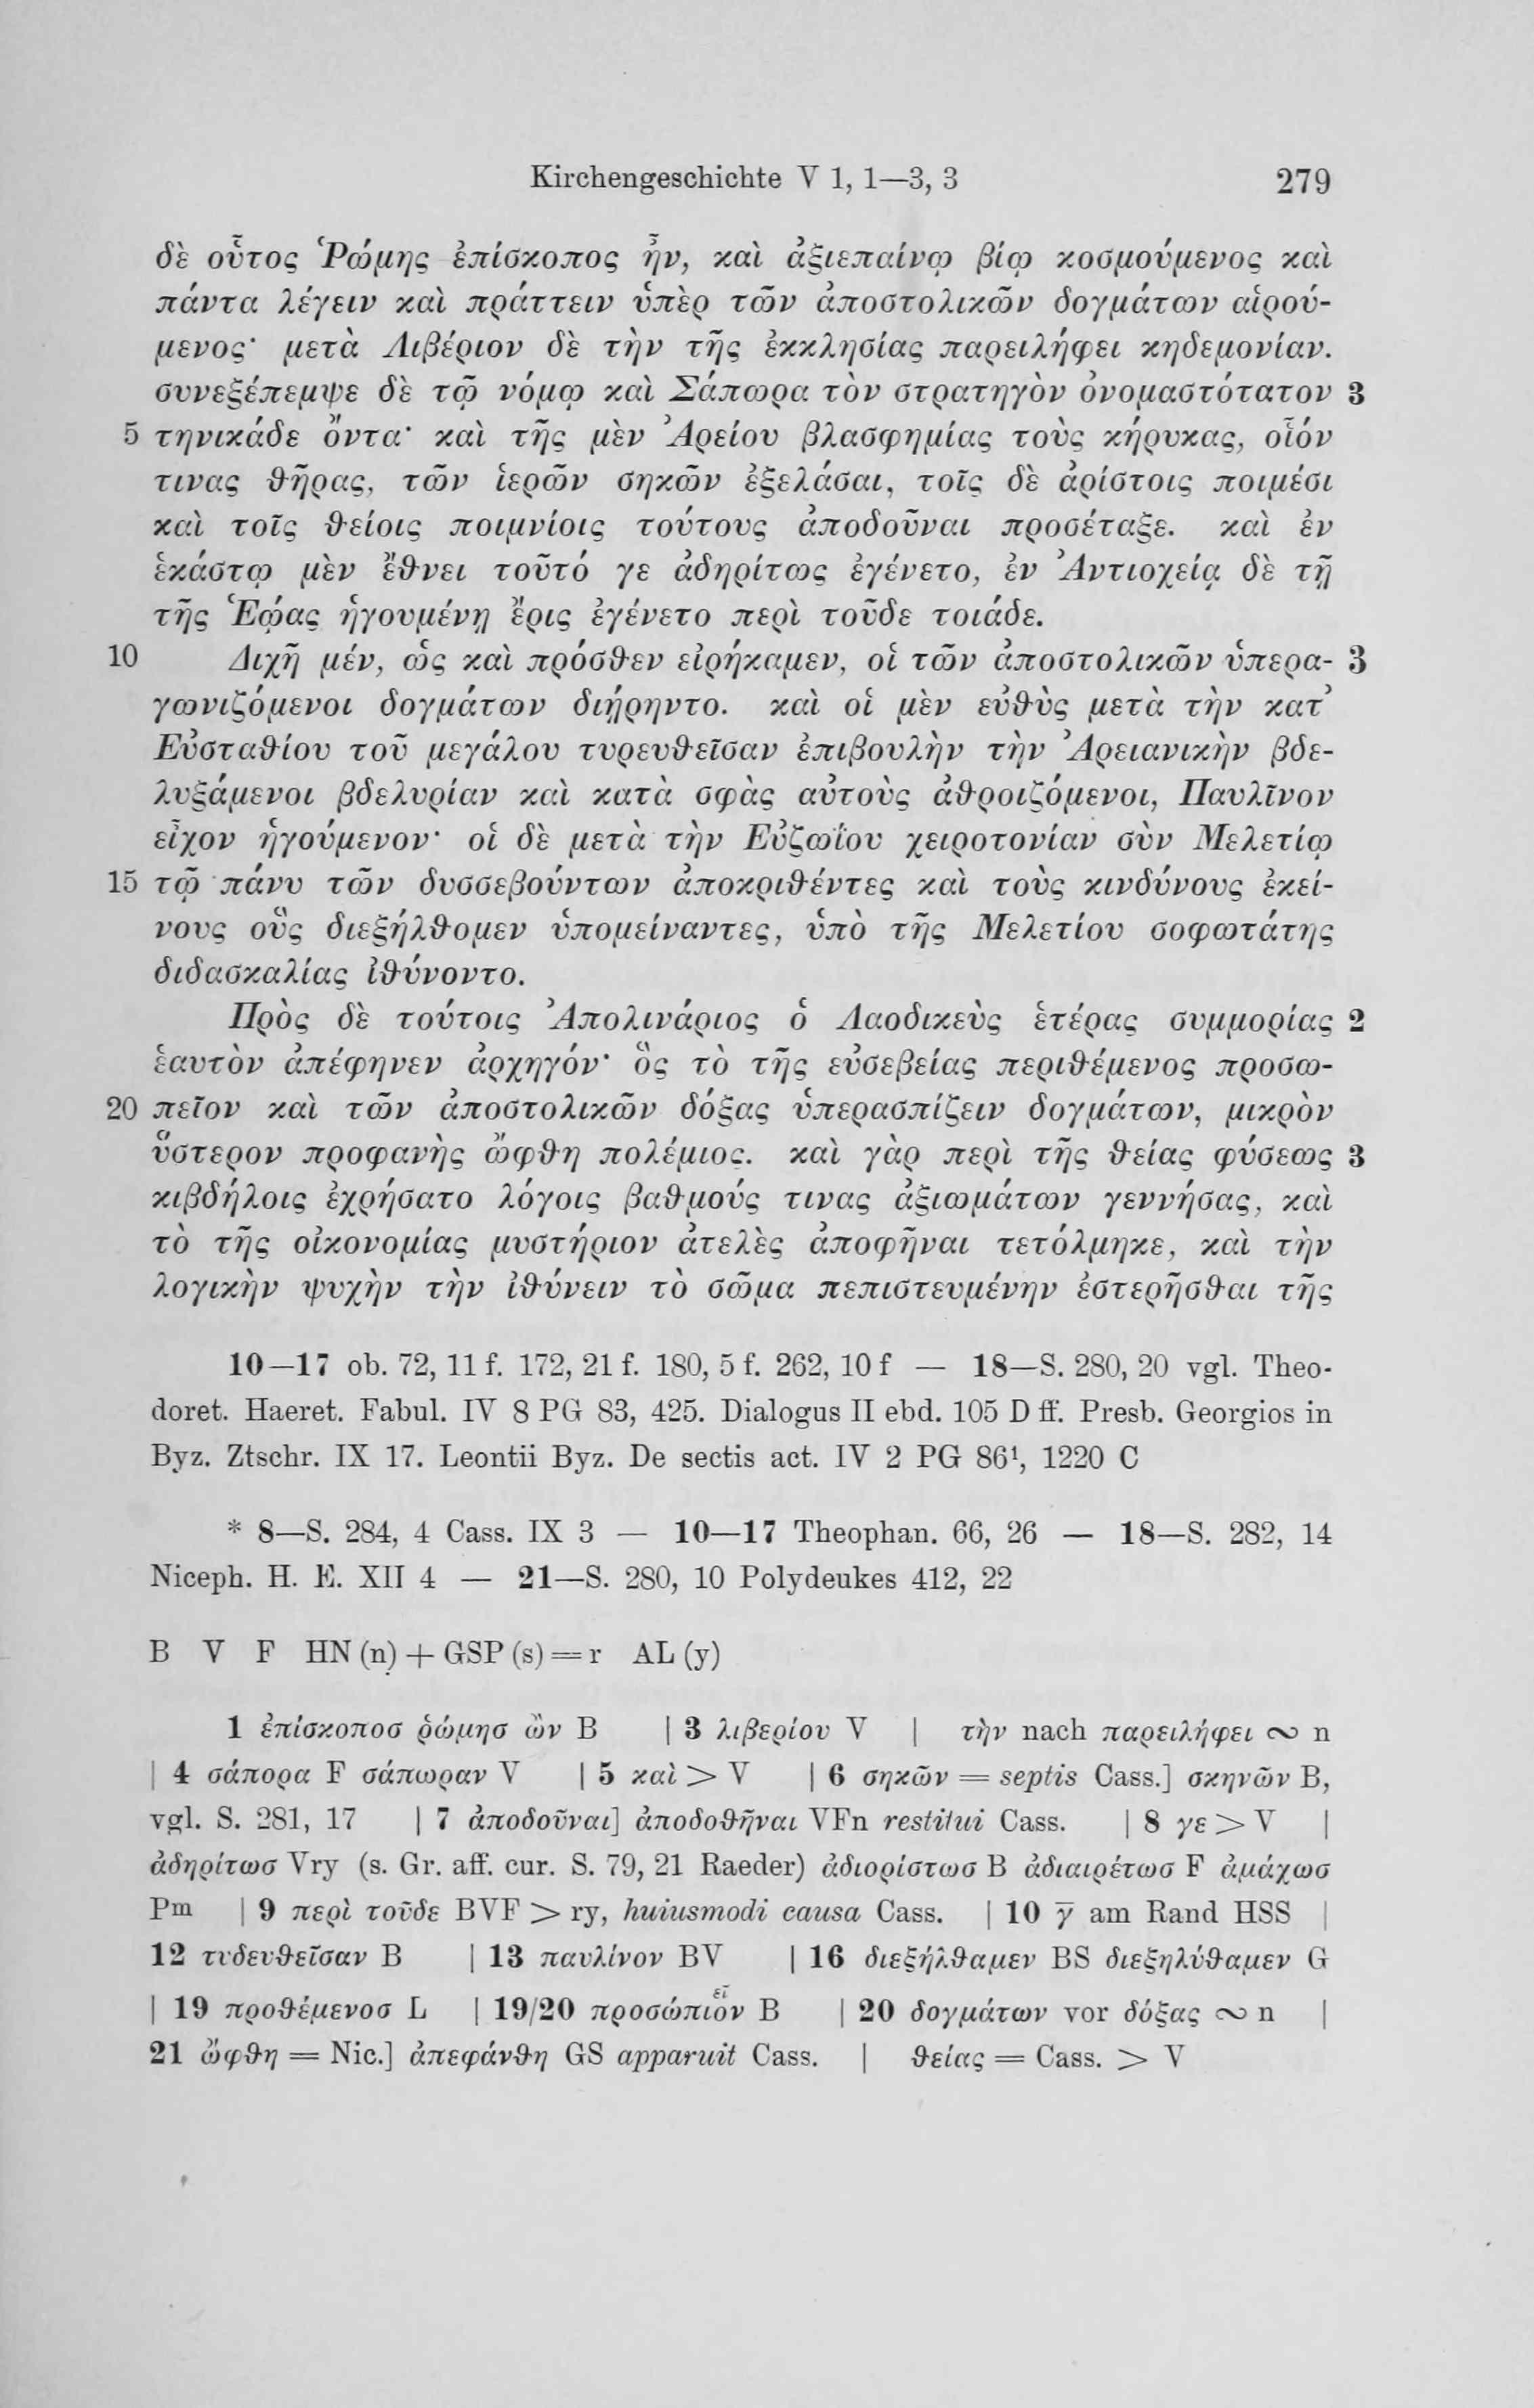 Kirchengeschichte V 1, 1—3, 3 279
δὲ οὗτος Ῥώμης ἐπίσκοπος ἦν, καὶ ἀξιεπαίνῳ βίῳ κοσμούμενος καὶ
πάντα λέγειν καὶ πράττειν ὑπὲρ τῶν ἀποστολικῶν δογμάτων αἱρού-
μενος· μετὰ Λιβέριον δὲ τὴν τῆς ἐκκλησίας παρειλήφει κηδεμονίαν.
συνεξέπεμψε δὲ τῷ νόμῳ καὶ Σάπωρα τὸν στρατηγὸν ὀνομαστότατον 3
5 τηνικάδε ὄντα· καὶ τῆς μὲν Ἀρείου βλασφημίας τοὺς κήρυκας, οἷόν
τινας θῆρας, τῶν ἱερῶν σηκῶν ἐξελάσαι, τοῖς δὲ ἀρίστοις ποιμέσι
καὶ τοῖς θείοις ποιμνίοις τούτους ἀποδοῦναι προσέταξε. καὶ ἐν
ἑκάστῳ μὲν ἔθνει τοῦτό γε ἀδηρίτως ἐγένετο, ἐν Ἀντιοχείᾳ δὲ τῇ
τῆς Ἑῴας ἡγουμένῃ ἔρις ἐγένετο περὶ τοῦδε τοιάδε.
10 Διχῇ μέν, ὡς καὶ πρόσθεν εἰρήκαμεν, οἱ τῶν ἀποστολικῶν ὑπερα- 3
γωνιζόμενοι δογμάτων διῄρηντο. καὶ οἱ μὲν εὐθὺς μετὰ τὴν κατ’
Εὐσταθίου τοῦ μεγάλου τυρευθεῖσαν ἐπιβουλὴν τὴν Ἀρειανικὴν βδε-
λυξάμενοι βδελυρίαν καὶ κατὰ σφὰς αὐτοὺς ἀθροιζόμενοι, Παυλῖνον
εἶχον ἡγούμενον· οἱ δὲ μετὰ τὴν Εὐζωΐου χειροτονίαν σὺν Μελετίῳ
15 τῷ πάνυ τῶν δυσσεβούντων ἀποκριθέντες καὶ τοὺς κινδύνους ἐκεί-
νους οὓς διεξήλθομεν ὑπομείναντες, ὑπὸ τῆς Μελετίου σοφωτάτης
διδασκαλίας ἰθύνοντο.
Πρὸς δὲ τούτοις Ἀπολινάριος ὁ Λαοδικεὺς ἑτέρας συμμορίας 2
ἑαυτὸν ἀπέφηνεν ἀρχηγόν· ὃς τὸ τῆς εὐσεβείας περιθέμενος προσω-
20 πεῖον καὶ τῶν ἀποστολικῶν δόξας ὑπερασπίζειν δογμάτων, μικρὸν
ὕστερον προφανὴς ὤφθη πολέμιος. καὶ γὰρ περὶ τῆς θείας φύσεως 3
κιβδήλοις ἐχρήσατο λόγοις βαθμούς τινας ἀξιωμάτων γεννήσας, καὶ
τὸ τῆς οἰκονομίας μυστήριον ἀτελὲς ἀποφῆναι τετόλμηκε, καὶ τὴν
λογικὴν ψυχὴν τὴν ἰθύνειν τὸ σῶμα πεπιστευμένην ἐστερῆσθαι τῆς
10—17 ob. 72, 11 f. 172, 21 f. 180, 5 f. 262, 10 f — 18—S. 280, 20 vgl. Theo-
doret. Haeret. Fabul. IV 8 PG 83, 425. Dialogus II ebd. 105 D ff. Presb. Georgios in
Byz. Ztschr. IX 17. Leontii Byz. De sectis act. IV 2 PG 86¹, 1220 C
* 8—S. 284, 4 Cass. IX 3 — 10—17 Theophan. 66, 26 — 18—S. 282, 14
Niceph. H. E. XII 4 — 21—S. 280, 10 Polydeukes 412, 22
B V F HN (n) + GSP (s) = r AL (y)
1 ἐπίσκοποσ ῥώμησ ὢν B | 3 λιβερίου V | τὴν nach παρειλήφει ∾ n
| 4 σάπορα F σάπωραν V | 5 καὶ > V | 6 σηκῶν = septis Cass.] σκηνῶν B,
vgl. S. 281, 17 | 7 ἀποδοῦναι] ἀποδοθῆναι VFn restitui Cass. | 8 γε > V |
ἀδηρίτωσ Vry (s. Gr. aff. cur. S. 79, 21 Raeder) ἀδιορίστωσ B ἀδιαιρέτωσ F ἀμάχωσ
Pm | 9 περὶ τοῦδε BVF > ry, huiusmodi causa Cass. | 10 γ̅ am Rand HSS |
12 τυδευθεῖσαν B | 13 παυλίνον BV | 16 διεξήλθαμεν BS διεξηλύθαμεν G
| 19 προθέμενοσ L | 19/20 προσώπιὸν B | 20 δογμάτων vor δόξας ∾ n |
21 ὤφθη = Nic.] ἀπεφάνθη GS apparuit Cass. | θείας = Cass. > V